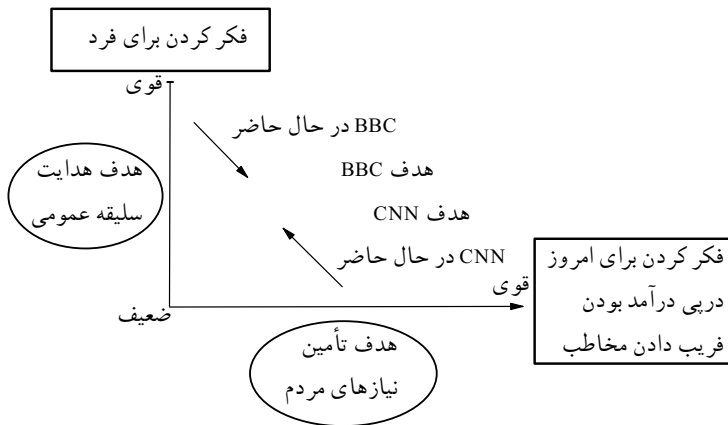 فکر کردن برای فرد
قوی
BBC در حال حاضر
هدف BBC
هدف هدایت
سلیقه عمومی
هدف CNN
CNN در حال حاضر
قوی
فکر کردن برای امروز
درپی درآمد بودن
فریب دادن مخاطب
ضعیف
هدف تأمین
نیازهای مردم